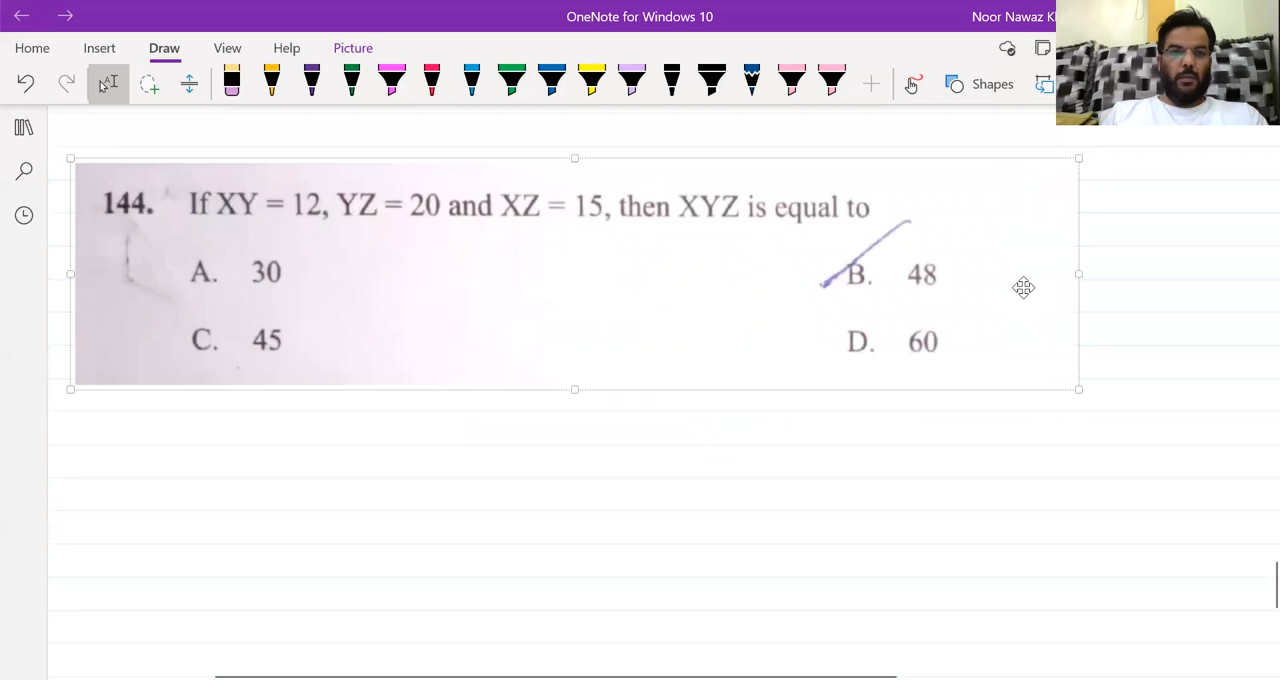 OneNote for Windows 10
Noor Nawaz
Home Insert Draw View Help Picture
Shapes
144. If XY = 12, YZ = 20 and XZ = 15, then XYZ is equal to
A. 30 B. 48
C. 45 D. 60